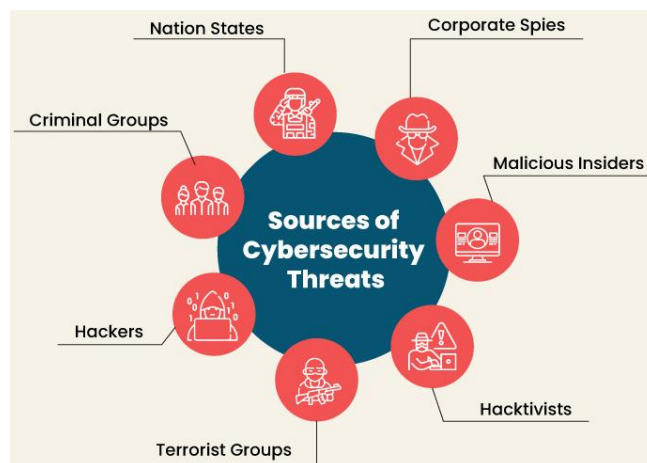 Nation States
Corporate Spies
Criminal Groups
Malicious Insiders
Sources of
Cybersecurity
Threats
Hackers
Hacktivists
Terrorist Groups